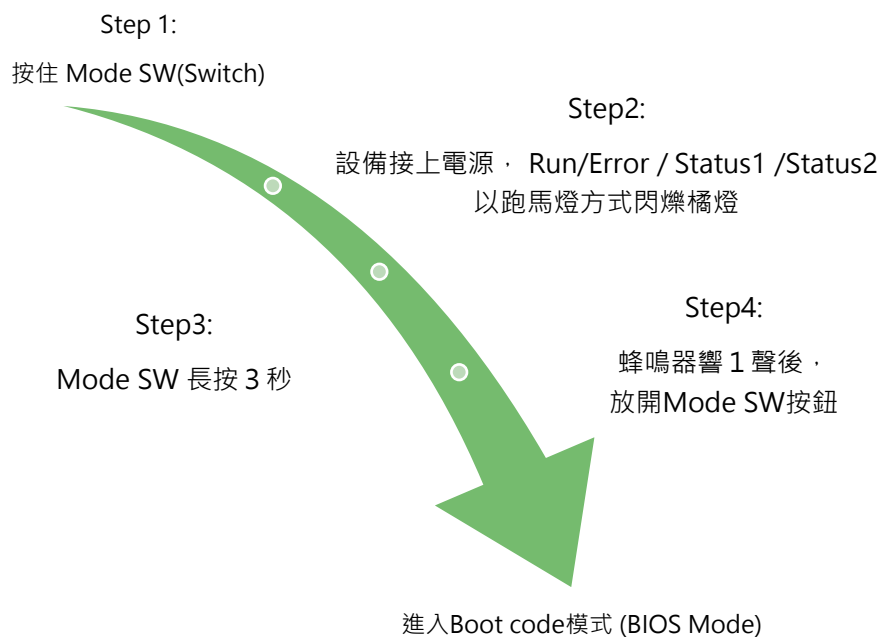 Step 1:
按住 Mode SW(Switch)
Step2:
設備接上電源， Run/Error / Status1 /Status2
以跑馬燈方式閃爍橘燈
Step3:
Mode SW 長按 3 秒
Step4:
蜂鳴器響 1 聲後，
放開Mode SW按鈕
進入Boot code模式 (BIOS Mode)